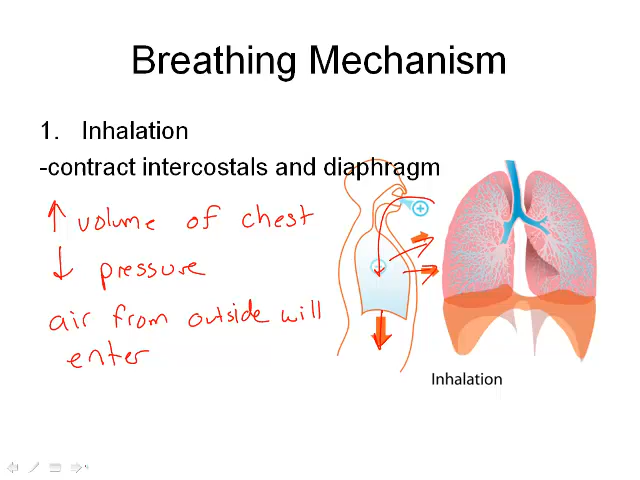 Breathing Mechanism
1. Inhalation
-contract intercostals and diaphragm
↑ volume of chest
↓ pressure
air from outside will
enter
Inhalation